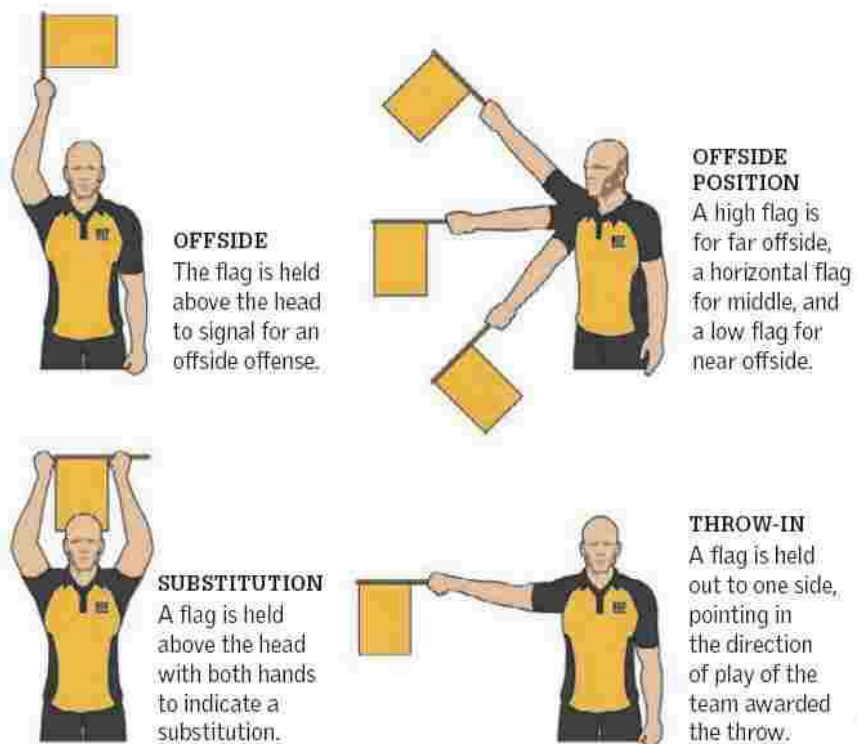 OFFSIDE
The flag is held
above the head
to signal for an
offside offense.
OFFSIDE
POSITION
A high flag is
for far offside,
a horizontal flag
for middle, and
a low flag for
near offside.
SUBSTITUTION
A flag is held
above the head
with both hands
to indicate a
substitution.
THROW-IN
A flag is held
out to one side,
pointing in
the direction
of play of the
team awarded
the throw.